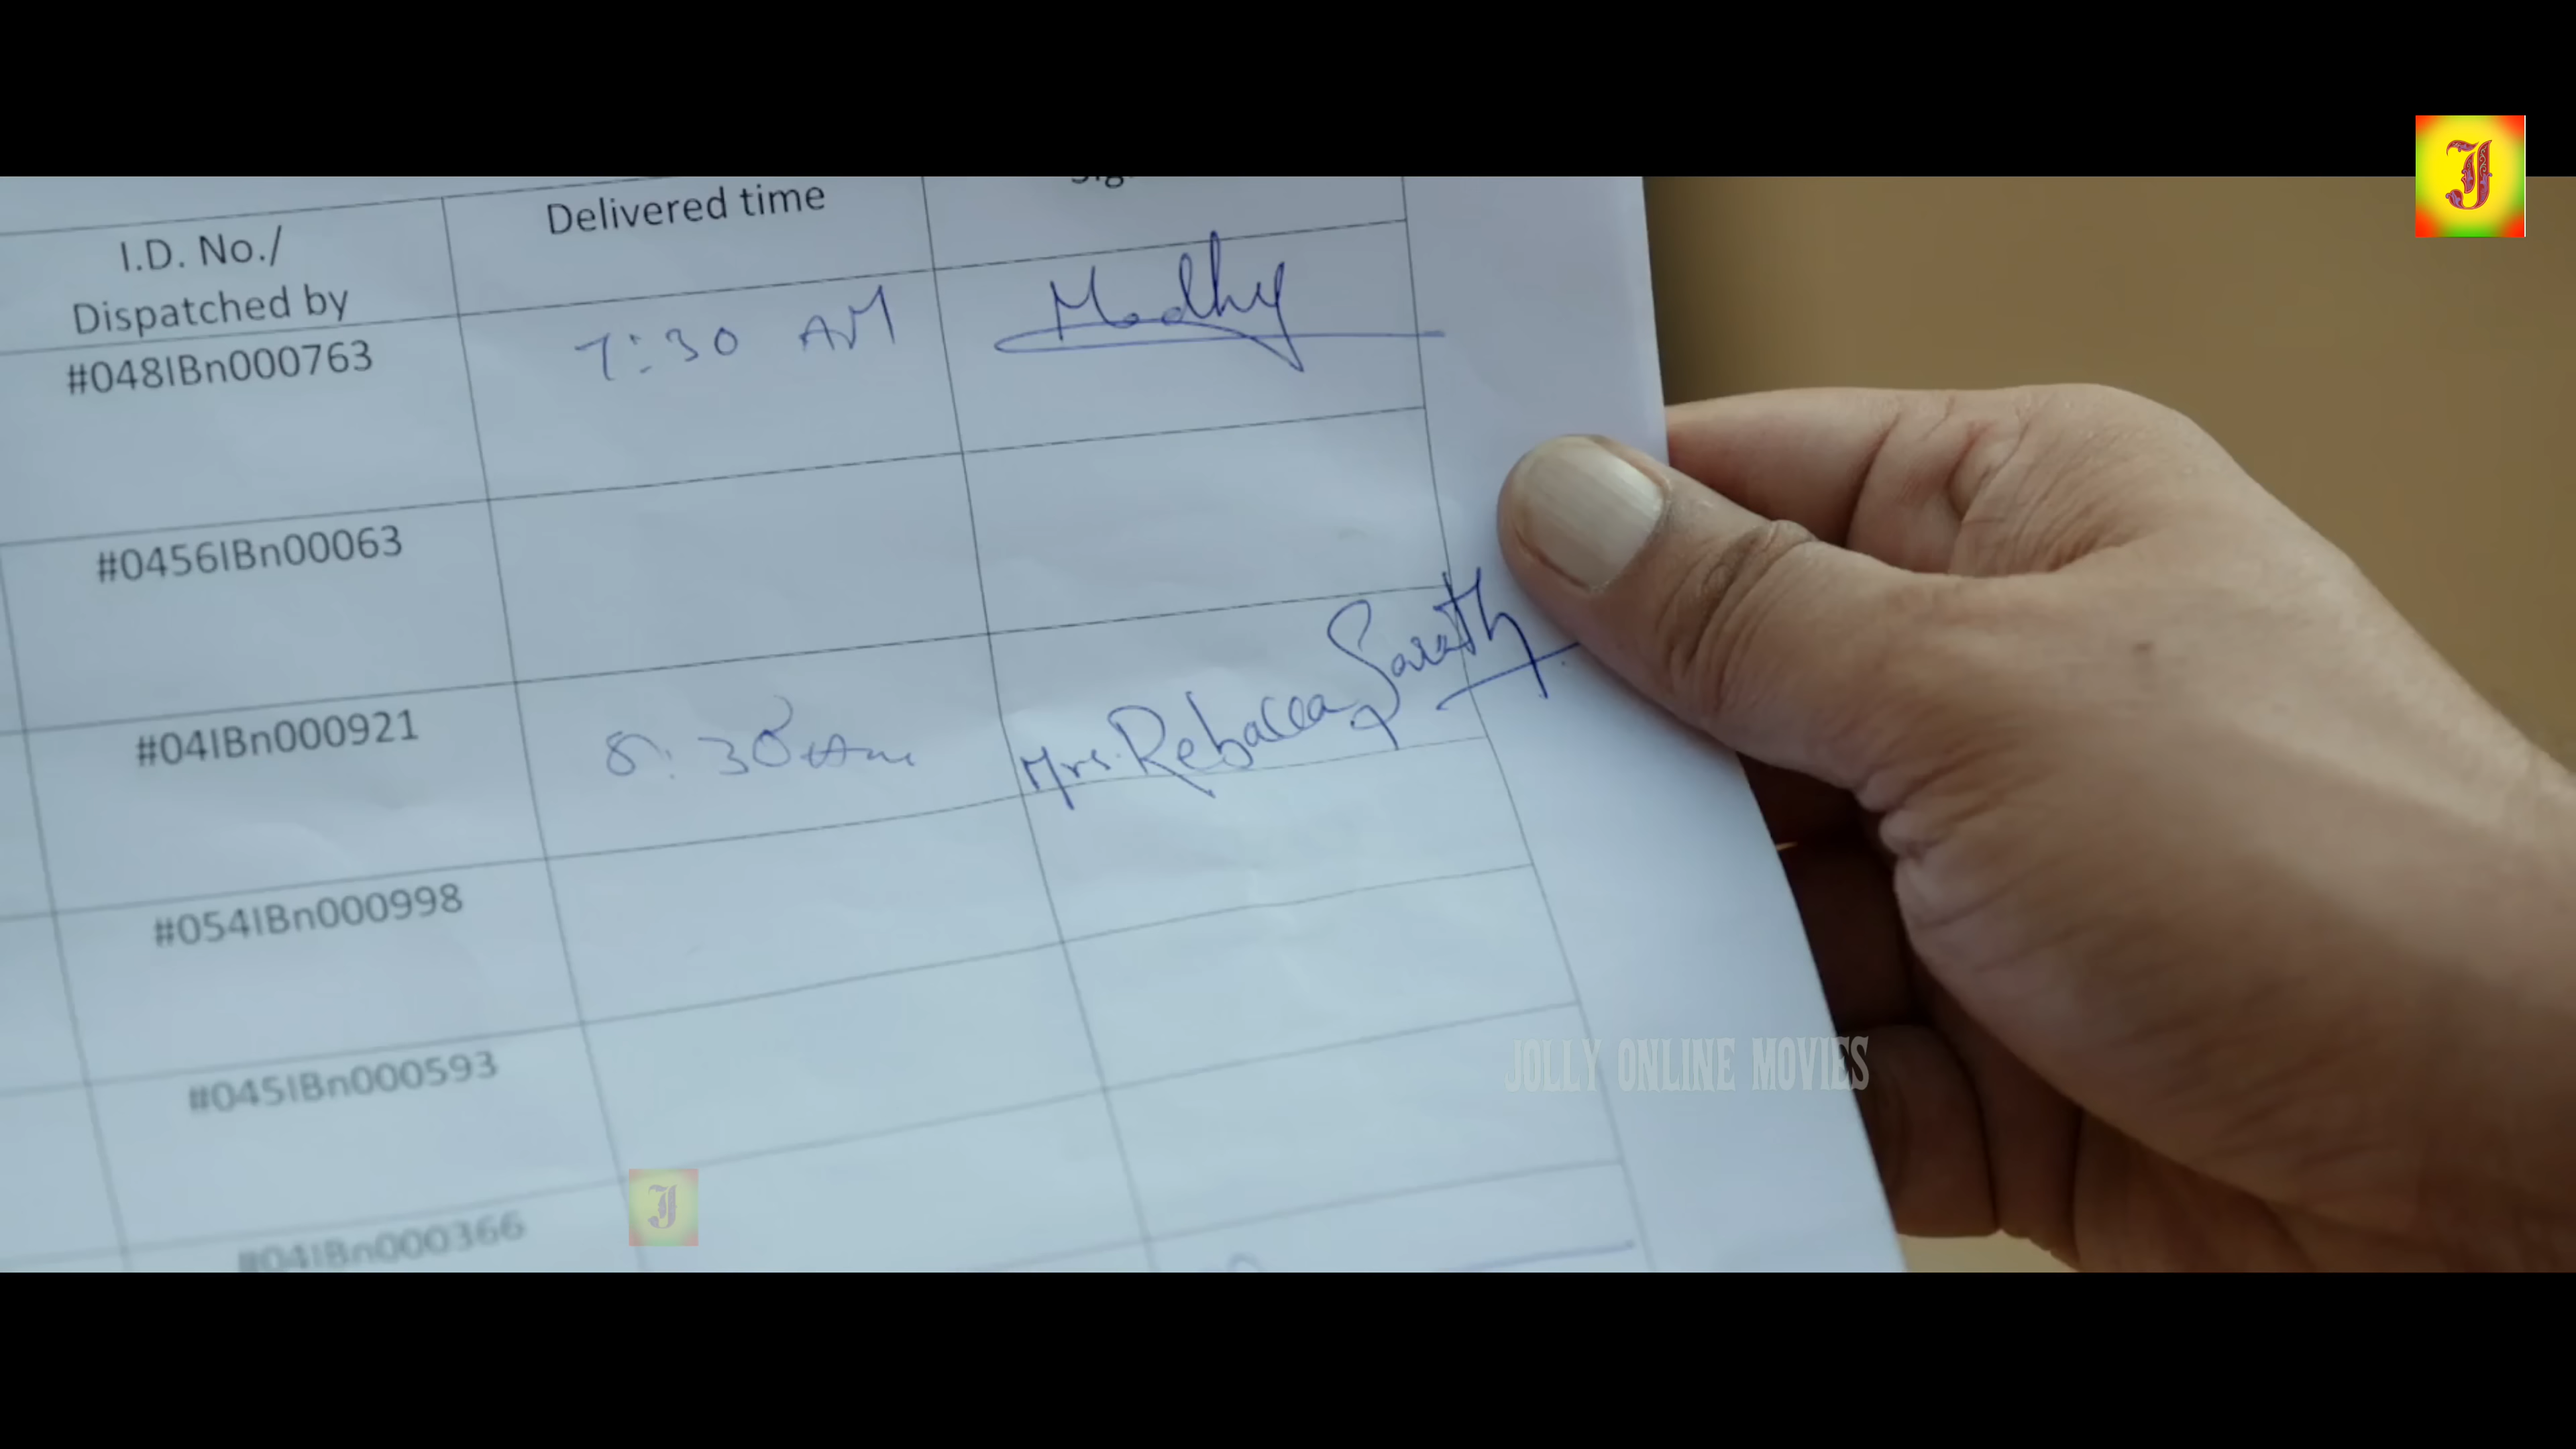 I.D. No./
Dispatched by
Delivered time
#048IBn000763
7:30 AM
Madhy
#0456IBn00063
#04IBn000921
8:30 Am
Mrs. Rebacca Sarath
#054IBn000998
#045IBn000593
#04IBn000366
JOLLY ONLINE MOVIES
J
J